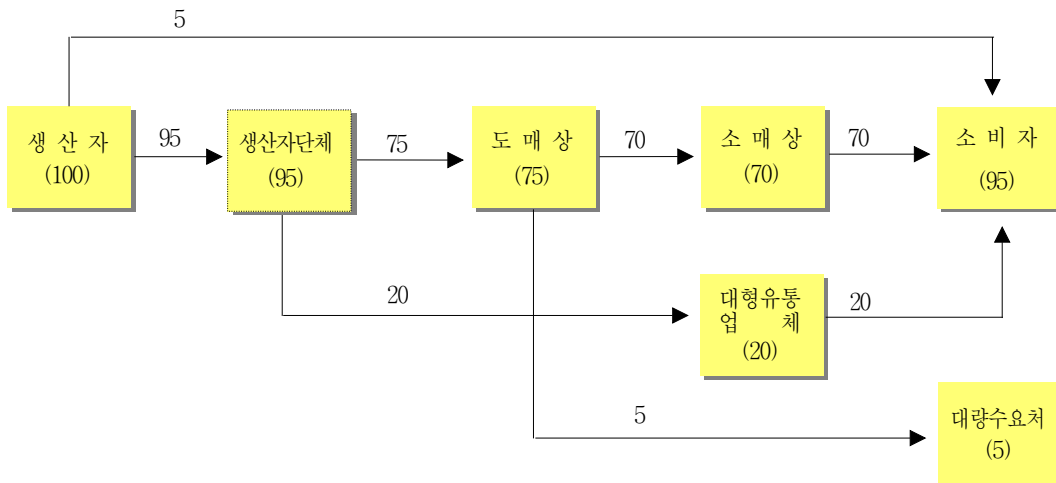 5
생 산 자
(100)
95
생산자단체
(95)
75
도 매 상
(75)
70
소 매 상
(70)
70
소 비 자
(95)
20
대형유통
업 체
(20)
20
5
대량수요처
(5)